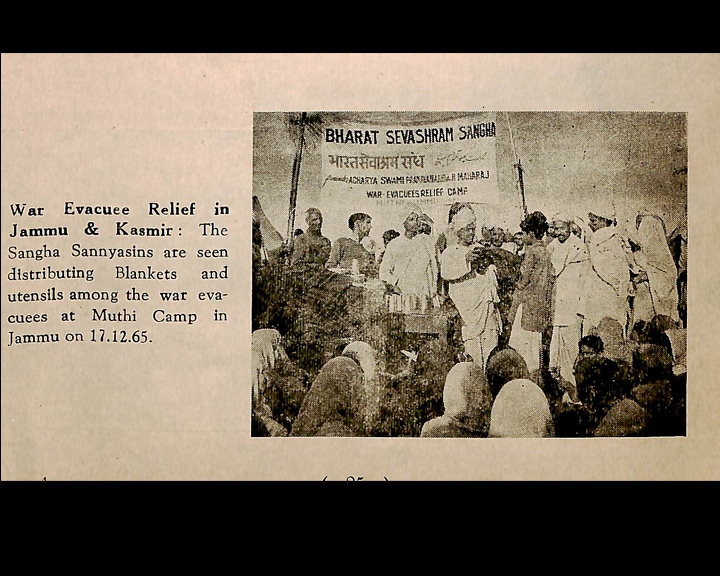 War Evacuee Relief in
Jammu & Kasmir: The
Sangha Sannyasins are seen
distributing Blankets and
utensils among the war eva-
cuees at Muthi Camp in
Jammu on 17.12.65.
BHARAT SEVASHRAM SANGHA
भारत सेवाश्रम संघ
ACHARYA SWAMI PRANAVANANDAJI MAHARAJ
WAR-EVACUEES RELIEF CAMP